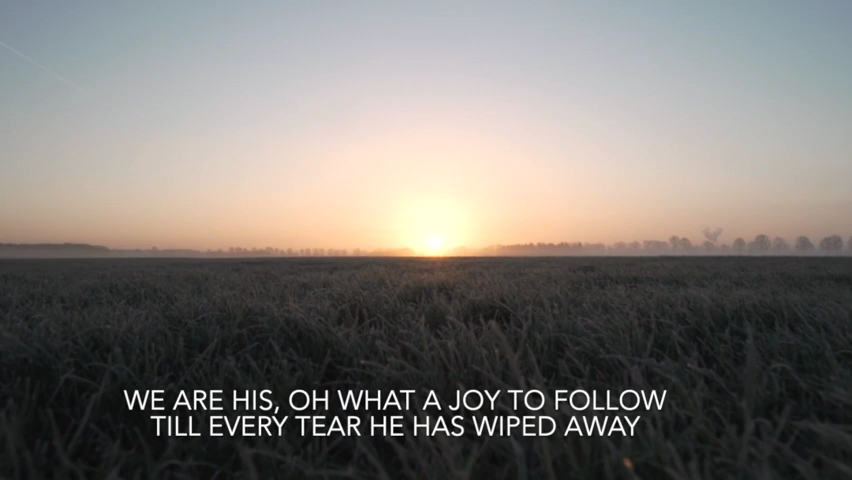 WE ARE HIS, OH WHAT A JOY TO FOLLOW
TILL EVERY TEAR HE HAS WIPED AWAY